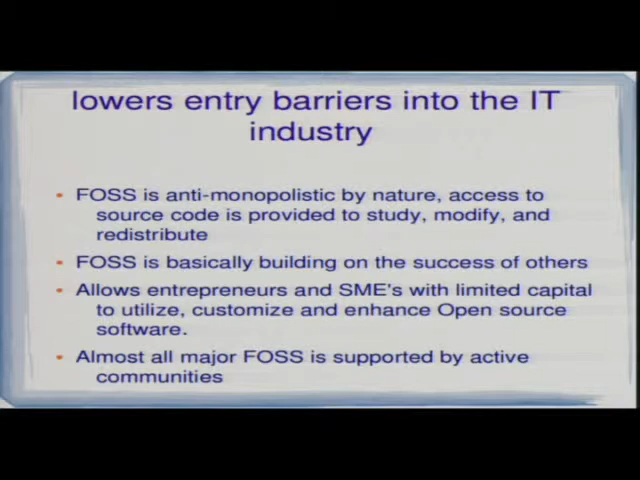 lowers entry barriers into the IT
industry
• FOSS is anti-monopolistic by nature, access to
source code is provided to study, modify, and
redistribute
• FOSS is basically building on the success of others
• Allows entrepreneurs and SME's with limited capital
to utilize, customize and enhance Open source
software.
• Almost all major FOSS is supported by active
communities